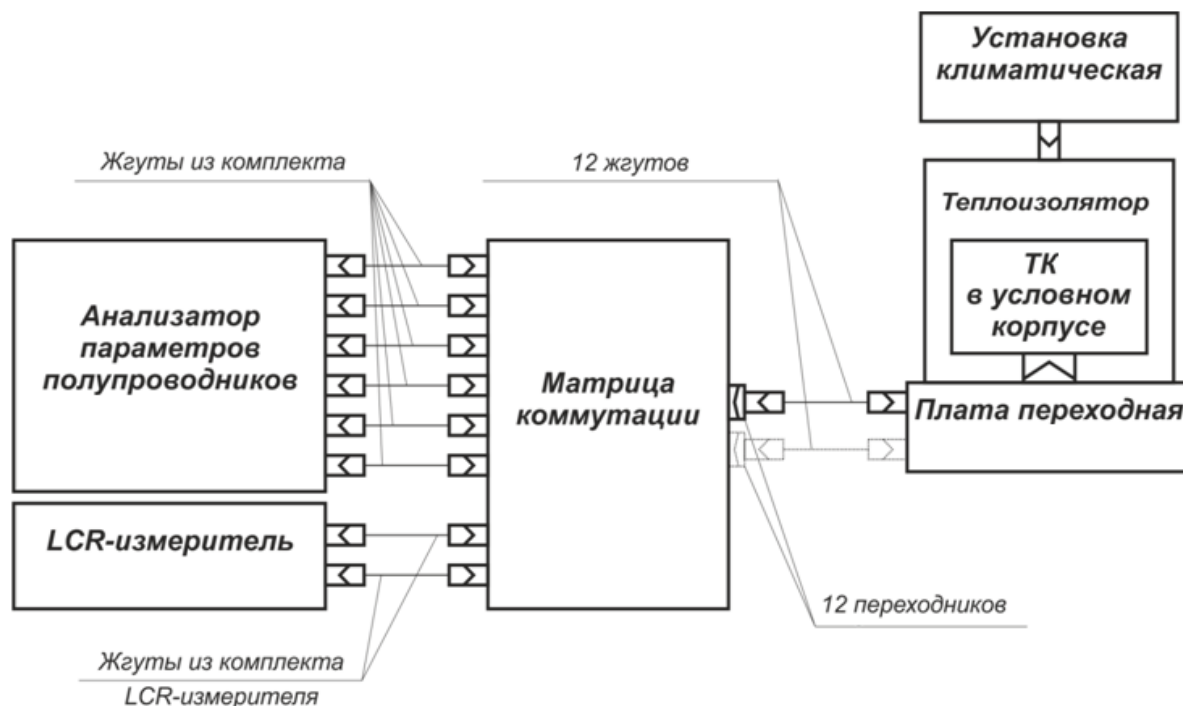 Установка
климатическая
Жгуты из комплекта
12 жгутов
Теплоизолятор
ТК
в условном
корпусе
Анализатор
параметров
полупроводников
Матрица
коммутации
Плата переходная
LCR-измеритель
12 переходников
Жгуты из комплекта
LCR-измерителя